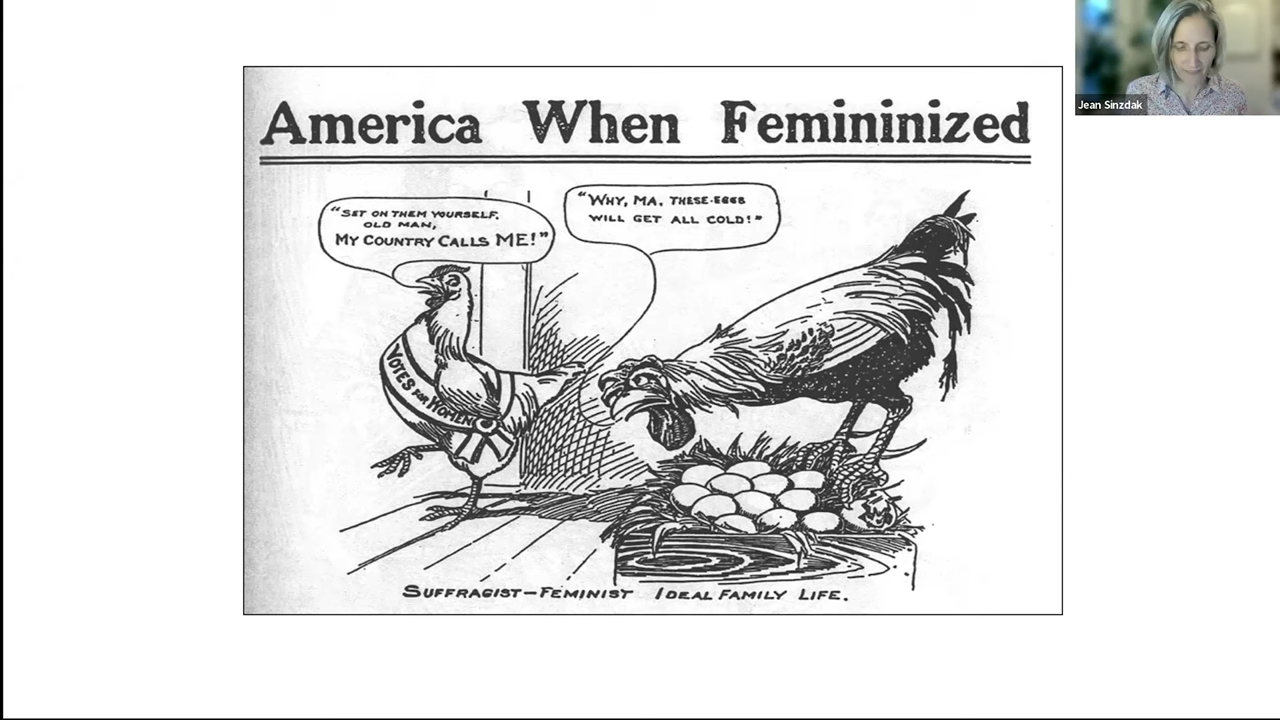 America When Femininized
"SET ON THEM YOURSELF,
OLD MAN,
MY COUNTRY CALLS ME!"
"WHY, MA, THESE EGGS
WILL GET ALL COLD!"
VOTES FOR WOMEN
SUFFRAGIST-FEMINIST IDEAL FAMILY LIFE.
Jean Sinzdak